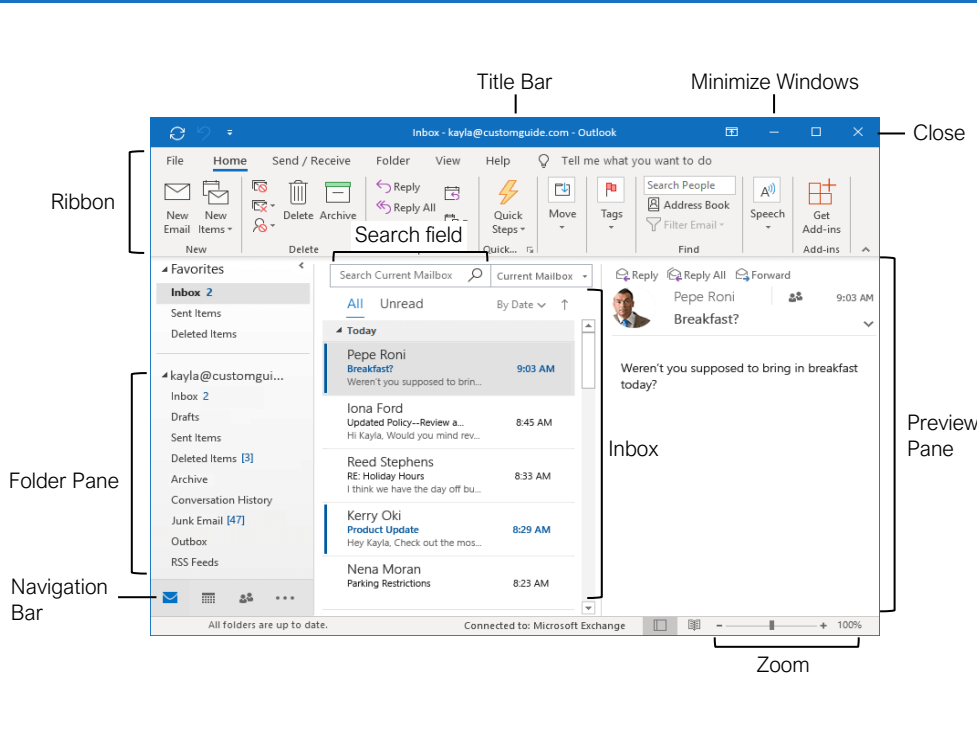 Title Bar
Minimize Windows
Inbox - kayla@customguide.com - Outlook
Close
File Home Send / Receive Folder View Help Tell me what you want to do
Ribbon
New Email
New Items
Delete
Archive
Reply
Reply All
Quick Steps
Move
Tags
Search People
Address Book
Filter Email
Speech
Get Add-ins
New
Delete
Quick...
Find
Add-ins
Search field
Favorites
Inbox 2
Sent Items
Deleted Items
kayla@customgui...
Inbox 2
Drafts
Sent Items
Deleted Items [3]
Archive
Conversation History
Junk Email [47]
Outbox
RSS Feeds
Folder Pane
Navigation
Bar
Search Current Mailbox
Current Mailbox
All Unread By Date
Today
Pepe Roni
Breakfast? 9:03 AM
Weren't you supposed to brin...
Iona Ford
Updated Policy--Review a... 8:45 AM
Hi Kayla, Would you mind rev...
Reed Stephens
RE: Holiday Hours 8:33 AM
I think we have the day off bu...
Kerry Oki
Product Update 8:29 AM
Hey Kayla, Check out the mos...
Nena Moran
Parking Restrictions 8:23 AM
Inbox
Reply Reply All Forward
Pepe Roni 9:03 AM
Breakfast?
Weren't you supposed to bring in breakfast
today?
Preview
Pane
All folders are up to date. Connected to: Microsoft Exchange 100%
Zoom